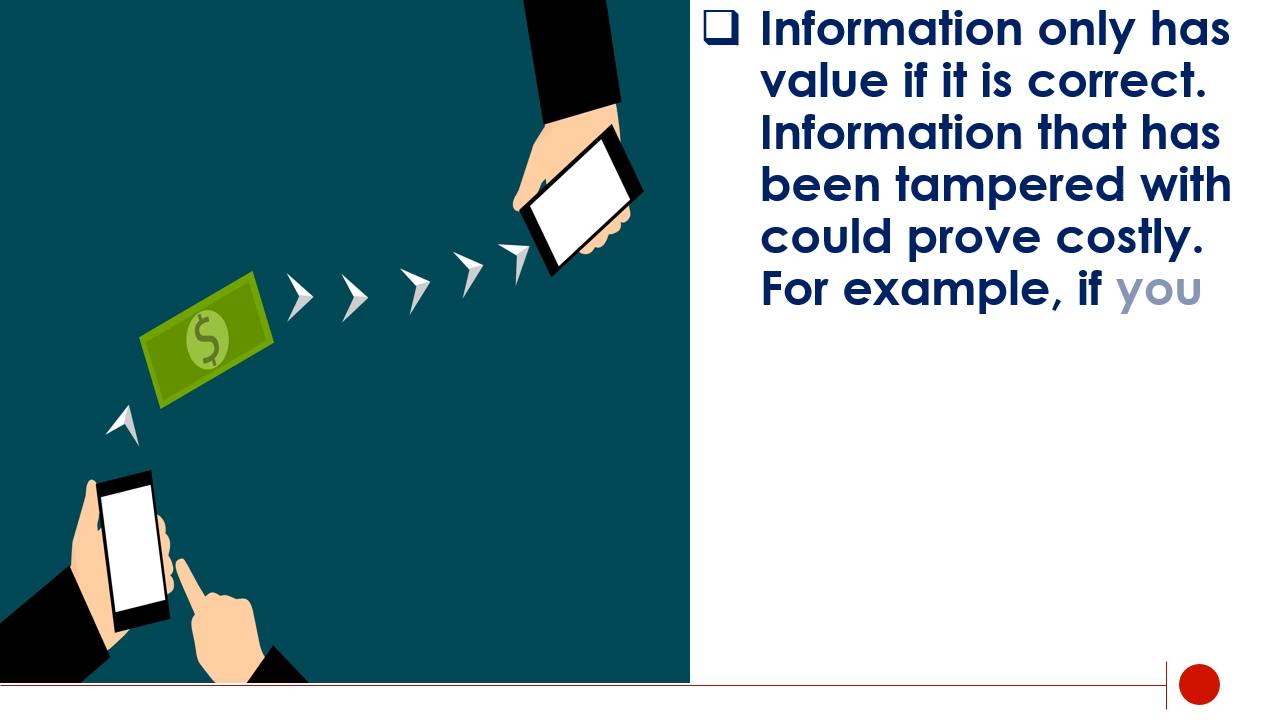 Information only has
value if it is correct.
Information that has
been tampered with
could prove costly.
For example, if you
$